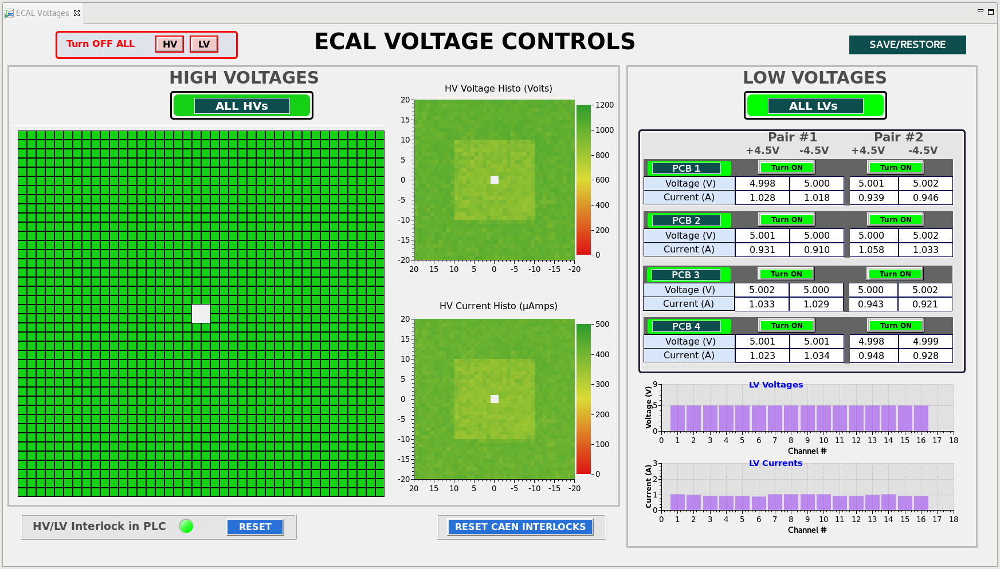 ECAL Voltages
Turn OFF ALL HV LV
ECAL VOLTAGE CONTROLS
SAVE/RESTORE
HIGH VOLTAGES
ALL HVs
HV Voltage Histo (Volts)
20
15
10
5
0
-5
-10
-15
-20
20 15 10 5 0 -5 -10 -15 -20
1200
1000
800
600
400
200
0
HV Current Histo (µAmps)
20
15
10
5
0
-5
-10
-15
-20
20 15 10 5 0 -5 -10 -15 -20
500
400
300
200
100
0
HV/LV Interlock in PLC RESET
RESET CAEN INTERLOCKS
LOW VOLTAGES
ALL LVs
Pair #1 Pair #2
+4.5V -4.5V +4.5V -4.5V
PCB 1 Turn ON Turn ON
Voltage (V) 4.998 5.000 5.001 5.002
Current (A) 1.028 1.018 0.939 0.946
PCB 2 Turn ON Turn ON
Voltage (V) 5.001 5.000 5.000 5.002
Current (A) 0.931 0.910 1.058 1.033
PCB 3 Turn ON Turn ON
Voltage (V) 5.002 5.000 5.000 5.002
Current (A) 1.033 1.029 0.943 0.921
PCB 4 Turn ON Turn ON
Voltage (V) 5.001 5.001 4.998 4.999
Current (A) 1.023 1.034 0.948 0.928
LV Voltages
Voltage (V)
9
5
0
0 1 2 3 4 5 6 7 8 9 10 11 12 13 14 15 16 17 18
Channel #
LV Currents
Current (A)
3
2
1
0
0 1 2 3 4 5 6 7 8 9 10 11 12 13 14 15 16 17 18
Channel #